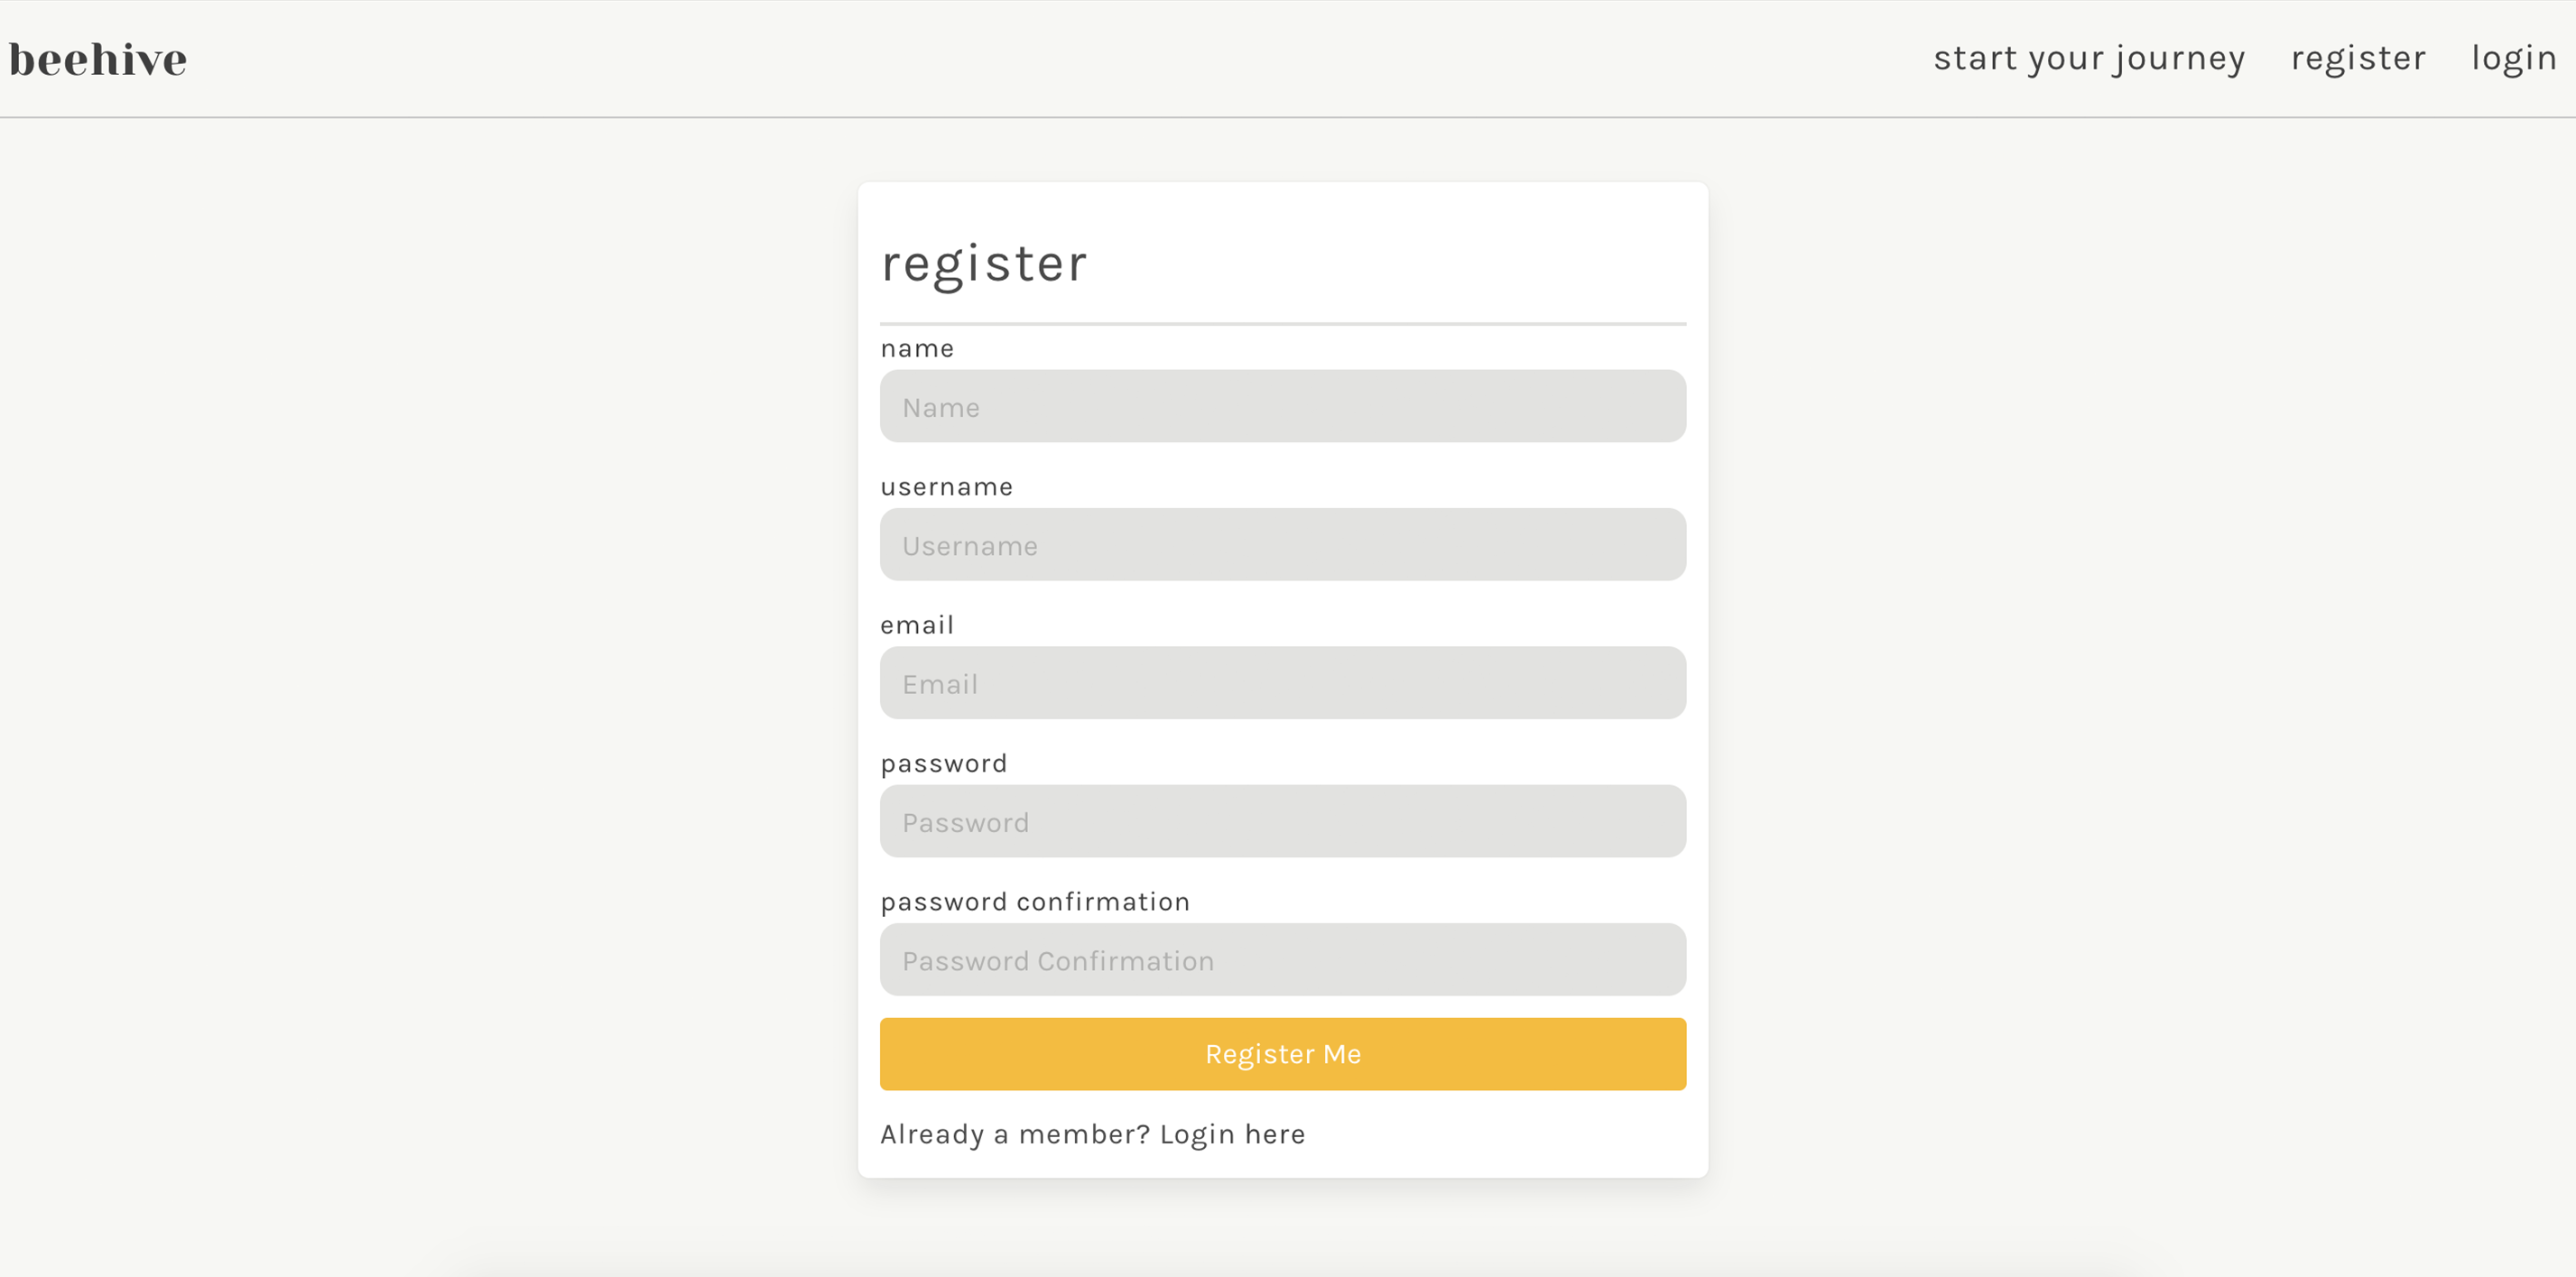 beehive
start your journey register login
register
name
Name
username
Username
email
Email
password
Password
password confirmation
Password Confirmation
Register Me
Already a member? Login here